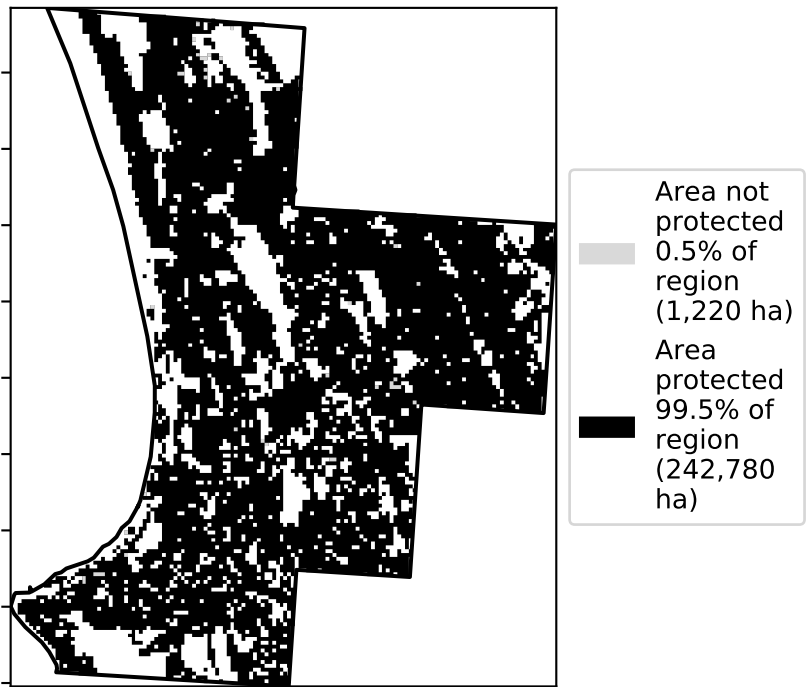 Area not
protected
0.5% of
region
(1,220 ha)
Area
protected
99.5% of
region
(242,780
ha)